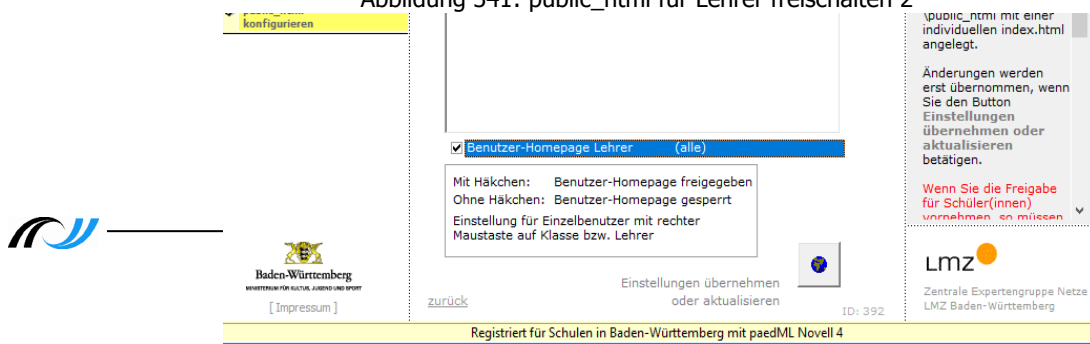 Abbildung 341: public_html für Lehrer freischalten 2
public_html
konfigurieren
Benutzer-Homepage Lehrer (alle)
Mit Häkchen: Benutzer-Homepage freigegeben
Ohne Häkchen: Benutzer-Homepage gesperrt
Einstellung für Einzelbenutzer mit rechter
Maustaste auf Klasse bzw. Lehrer
Einstellungen übernehmen
oder aktualisieren
zurück
ID: 392
\public_html mit einer
individuellen index.html
angelegt.
Änderungen werden
erst übernommen, wenn
Sie den Button
Einstellungen
übernehmen oder
aktualisieren
betätigen.
Wenn Sie die Freigabe
für Schüler(innen)
vornehmen, so müssen
Baden-Württemberg
MINISTERIUM FÜR KULTUS, JUGEND UND SPORT
[ Impressum ]
LMZ
Zentrale Expertengruppe Netze
LMZ Baden-Württemberg
Registriert für Schulen in Baden-Württemberg mit paedML Novell 4